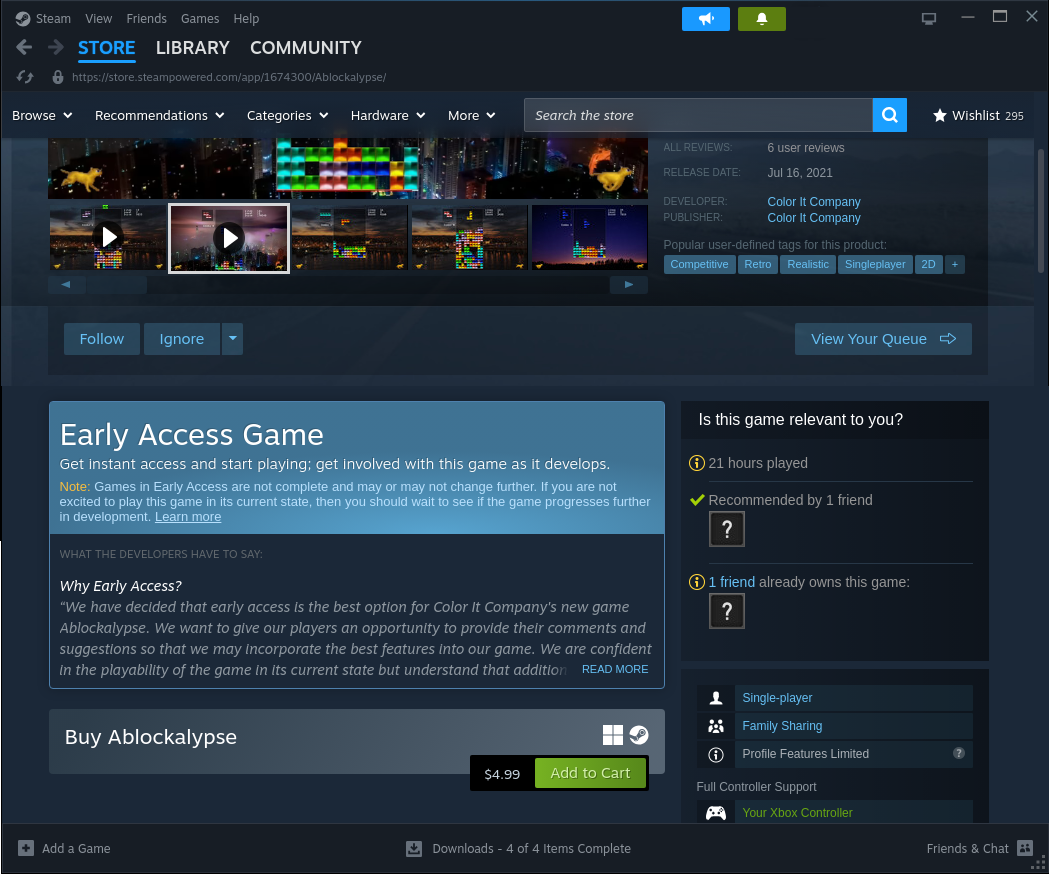 Steam View Friends Games Help
STORE LIBRARY COMMUNITY
https://store.steampowered.com/app/1674300/Ablockalypse/
Browse Recommendations Categories Hardware More Search the store Wishlist 295
ALL REVIEWS: 6 user reviews
RELEASE DATE: Jul 16, 2021
DEVELOPER: Color It Company
PUBLISHER: Color It Company
Popular user-defined tags for this product:
Competitive Retro Realistic Singleplayer 2D +
Follow Ignore View Your Queue
Early Access Game
Get instant access and start playing; get involved with this game as it develops.
Note: Games in Early Access are not complete and may or may not change further. If you are not
excited to play this game in its current state, then you should wait to see if the game progresses further
in development. Learn more
WHAT THE DEVELOPERS HAVE TO SAY:
Why Early Access?
“We have decided that early access is the best option for Color It Company's new game
Ablockalypse. We want to give our players an opportunity to provide their comments and
suggestions so that we may incorporate the best features into our game. We are confident
in the playability of the game in its current state but understand that addition READ MORE
Buy Ablockalypse
$4.99 Add to Cart
Is this game relevant to you?
21 hours played
Recommended by 1 friend
?
1 friend already owns this game:
?
Single-player
Family Sharing
Profile Features Limited ?
Full Controller Support
Your Xbox Controller
Add a Game Downloads - 4 of 4 Items Complete Friends & Chat